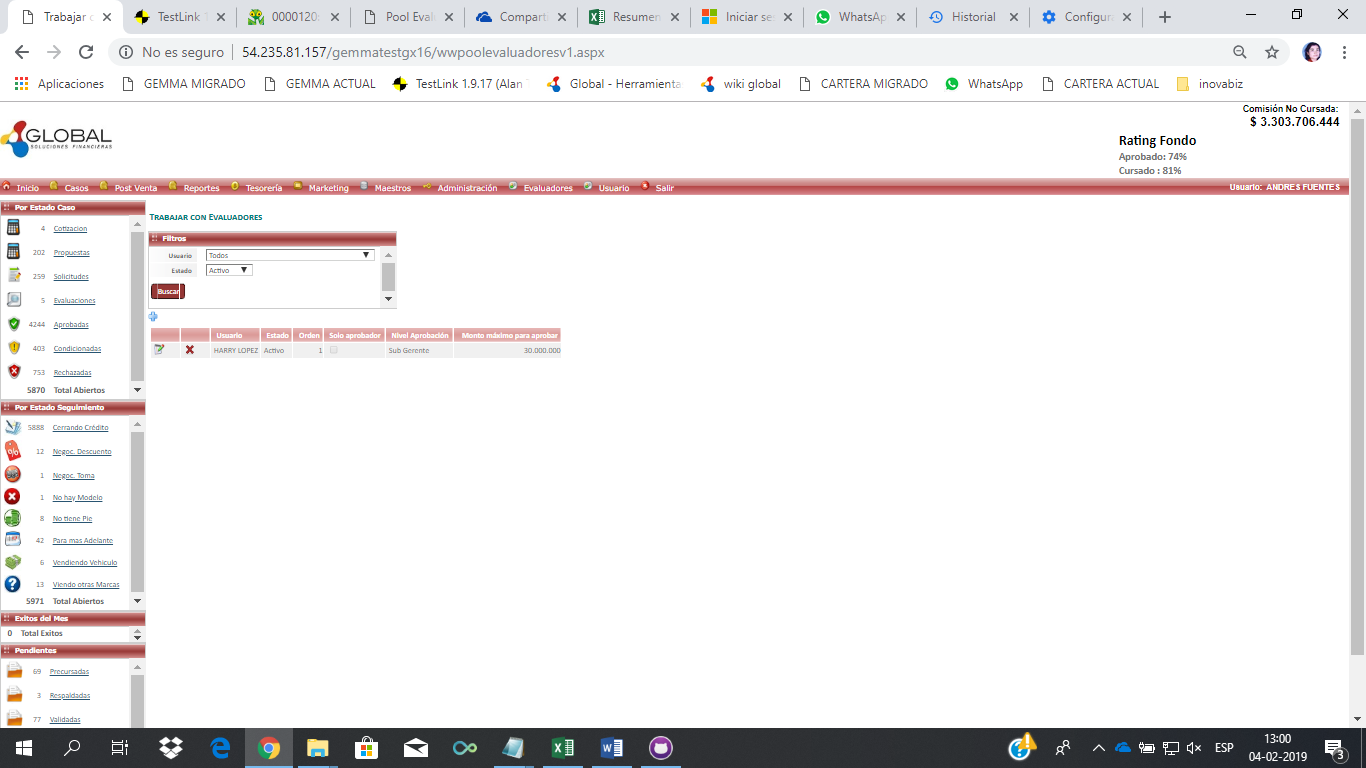 Trabajar c
TestLink 1
0000120:
Pool Eval
Comparti
Resumen
Iniciar se
WhatsAp
Historial
Configur
No es seguro
54.235.81.157/gemmatestgx16/wwpoolevaluadoresv1.aspx
Aplicaciones
GEMMA MIGRADO
GEMMA ACTUAL
TestLink 1.9.17 (Alan
Global - Herramienta
wiki global
CARTERA MIGRADO
WhatsApp
CARTERA ACTUAL
inovabiz
Comisión No Cursada:
$ 3.303.706.444
GLOBAL
SOLUCIONES FINANCIERAS
Rating Fondo
Aprobado: 74%
Cursado : 81%
Inicio
Casos
Post Venta
Reportes
Tesorería
Marketing
Maestros
Administración
Evaluadores
Usuario
Salir
Usuario: ANDRES FUENTES
Por Estado Caso
4 Cotizacion
202 Propuestas
259 Solicitudes
5 Evaluaciones
4244 Aprobadas
403 Condicionadas
753 Rechazadas
5870 Total Abiertos
Por Estado Seguimiento
5888 Cerrando Crédito
12 Negoc. Descuento
1 Negoc. Toma
1 No hay Modelo
8 No tiene Pie
42 Para mas Adelante
6 Vendiendo Vehiculo
13 Viendo otras Marcas
5971 Total Abiertos
Exitos del Mes
0 Total Exitos
Pendientes
69 Precursadas
3 Respaldadas
77 Validadas
TRABAJAR CON EVALUADORES
Filtros
Usuario Todos
Estado Activo
Buscar
Usuario Estado Orden Solo aprobador Nivel Aprobación Monto máximo para aprobar
HARRY LOPEZ Activo 1 Sub Gerente 30.000.000
ESP
13:00
04-02-2019
3